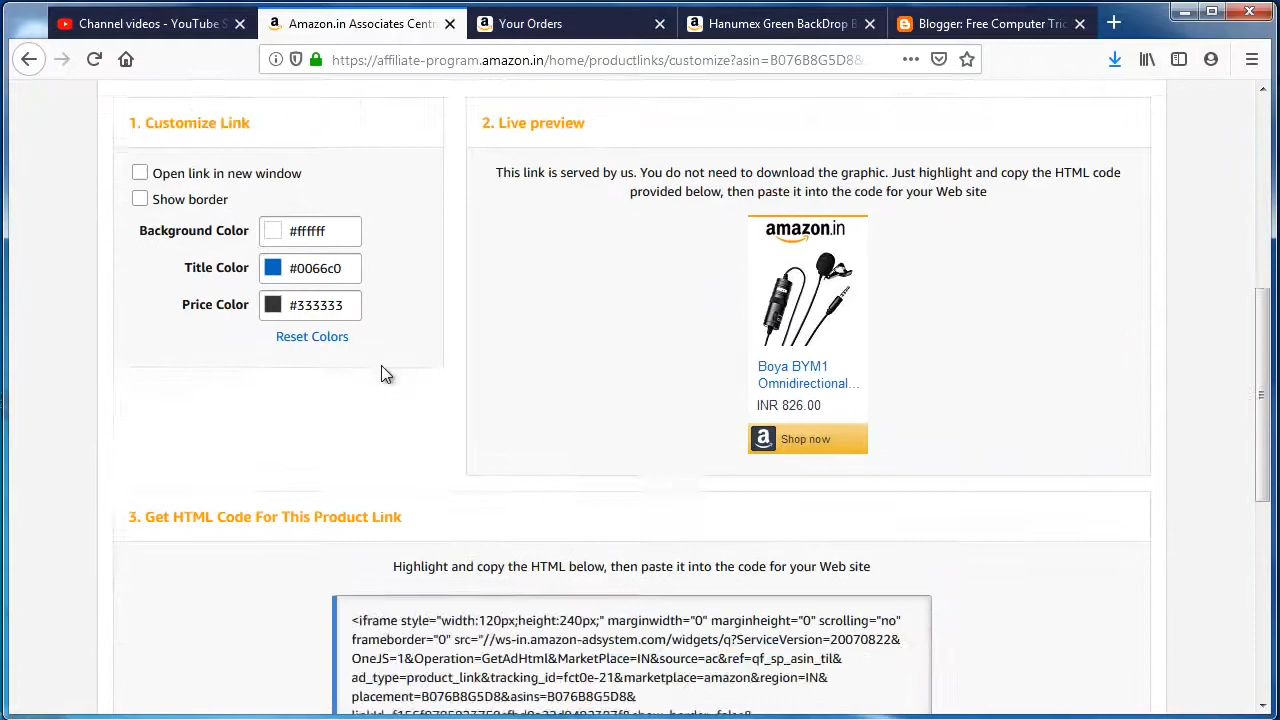 Channel videos - YouTube S
Amazon.in Associates Centr
Your Orders
Hanumex Green BackDrop B
Blogger: Free Computer Tric
https://affiliate-program.amazon.in/home/productlinks/customize?asin=B076B8G5D8&
1. Customize Link
Open link in new window
Show border
Background Color #ffffff
Title Color #0066c0
Price Color #333333
Reset Colors
2. Live preview
This link is served by us. You do not need to download the graphic. Just highlight and copy the HTML code
provided below, then paste it into the code for your Web site
amazon.in
Boya BYM1
Omnidirectional...
INR 826.00
a Shop now
3. Get HTML Code For This Product Link
Highlight and copy the HTML below, then paste it into the code for your Web site
<iframe style="width:120px;height:240px;" marginwidth="0" marginheight="0" scrolling="no"
frameborder="0" src="//ws-in.amazon-adsystem.com/widgets/q?ServiceVersion=20070822&
OneJS=1&Operation=GetAdHtml&MarketPlace=IN&source=ac&ref=qf_sp_asin_til&
ad_type=product_link&tracking_id=fct0e-21&marketplace=amazon&region=IN&
placement=B076B8G5D8&asins=B076B8G5D8&